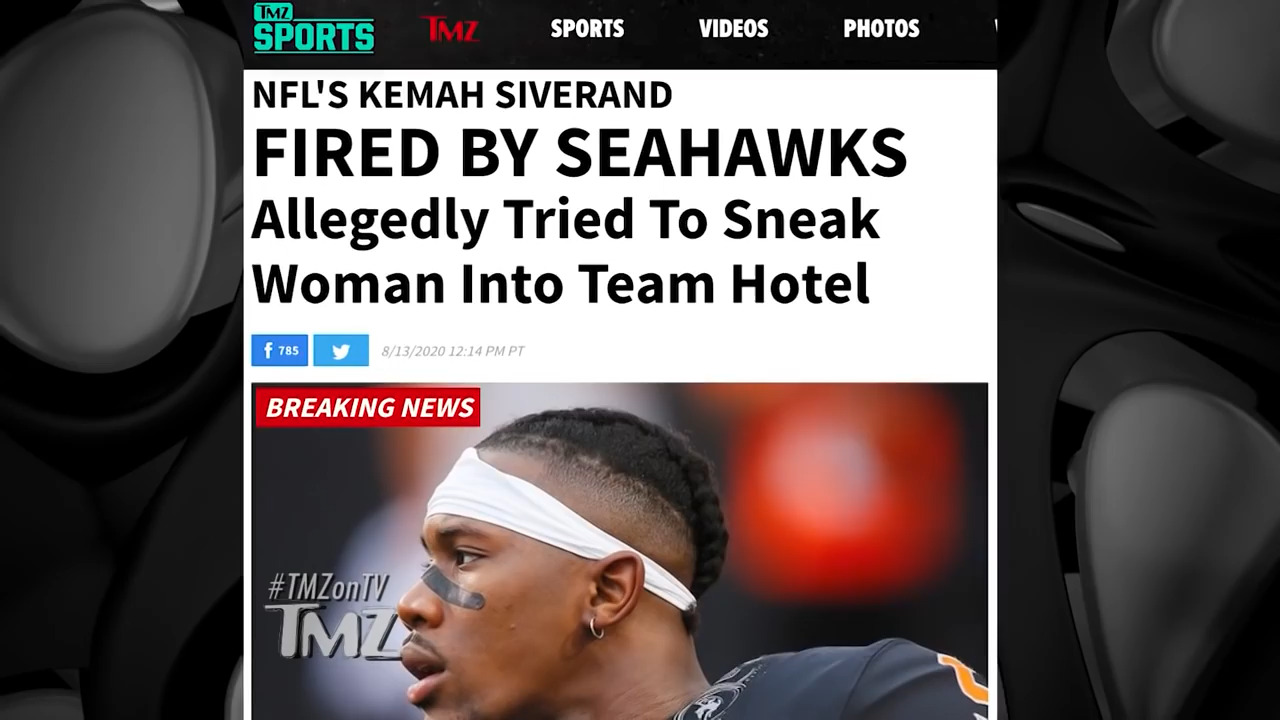 TMZ SPORTS TMZ SPORTS VIDEOS PHOTOS
NFL'S KEMAH SIVERAND
FIRED BY SEAHAWKS
Allegedly Tried To Sneak
Woman Into Team Hotel
f 785 8/13/2020 12:14 PM PT
BREAKING NEWS
#TMZonTV
TMZ